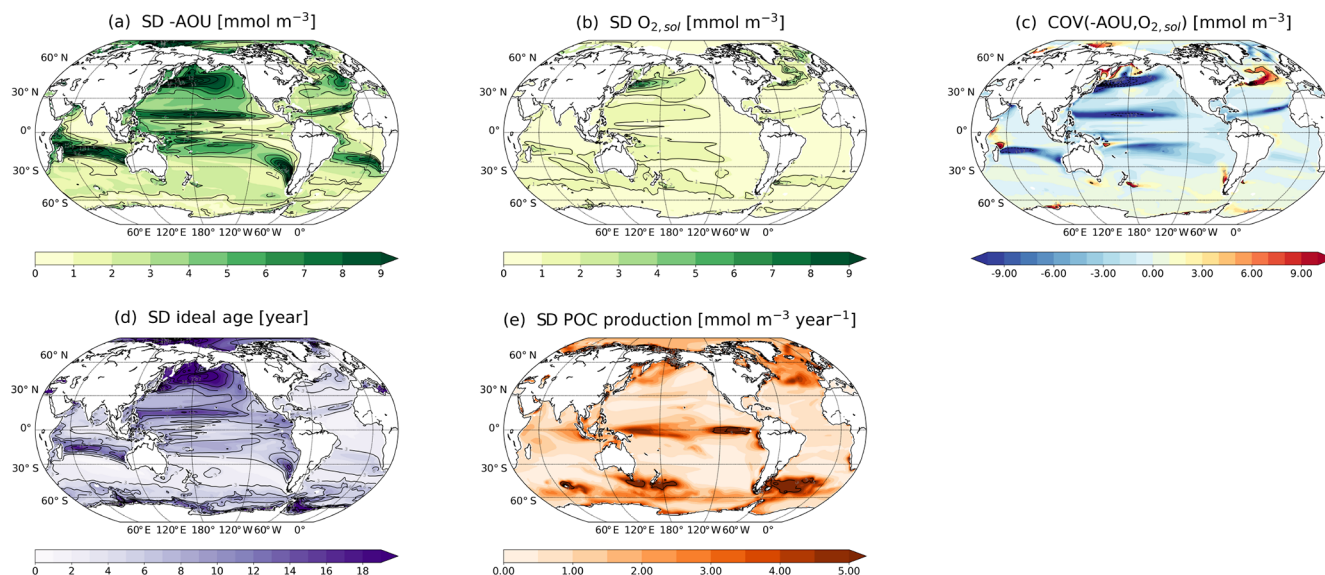 (a) SD -AOU [mmol m⁻³]
(b) SD O₂,sol [mmol m⁻³]
(c) COV(-AOU,O₂,sol) [mmol m⁻³]
60° N
30° N
0°
30° S
60° S
60° E 120° E 180° 120° W 60° W 0°
0 1 2 3 4 5 6 7 8 9
60° N
30° N
0°
30° S
60° S
60° E 120° E 180° 120° W 60° W 0°
0 1 2 3 4 5 6 7 8 9
60° N
30° N
0°
30° S
60° S
60° E 120° E 180° 120° W 60° W 0°
-9.00 -6.00 -3.00 0.00 3.00 6.00 9.00
(d) SD ideal age [year]
(e) SD POC production [mmol m⁻³ year⁻¹]
60° N
30° N
0°
30° S
60° S
60° E 120° E 180° 120° W 60° W 0°
0 2 4 6 8 10 12 14 16 18
60° N
30° N
0°
30° S
60° S
60° E 120° E 180° 120° W 60° W 0°
0.00 1.00 2.00 3.00 4.00 5.00